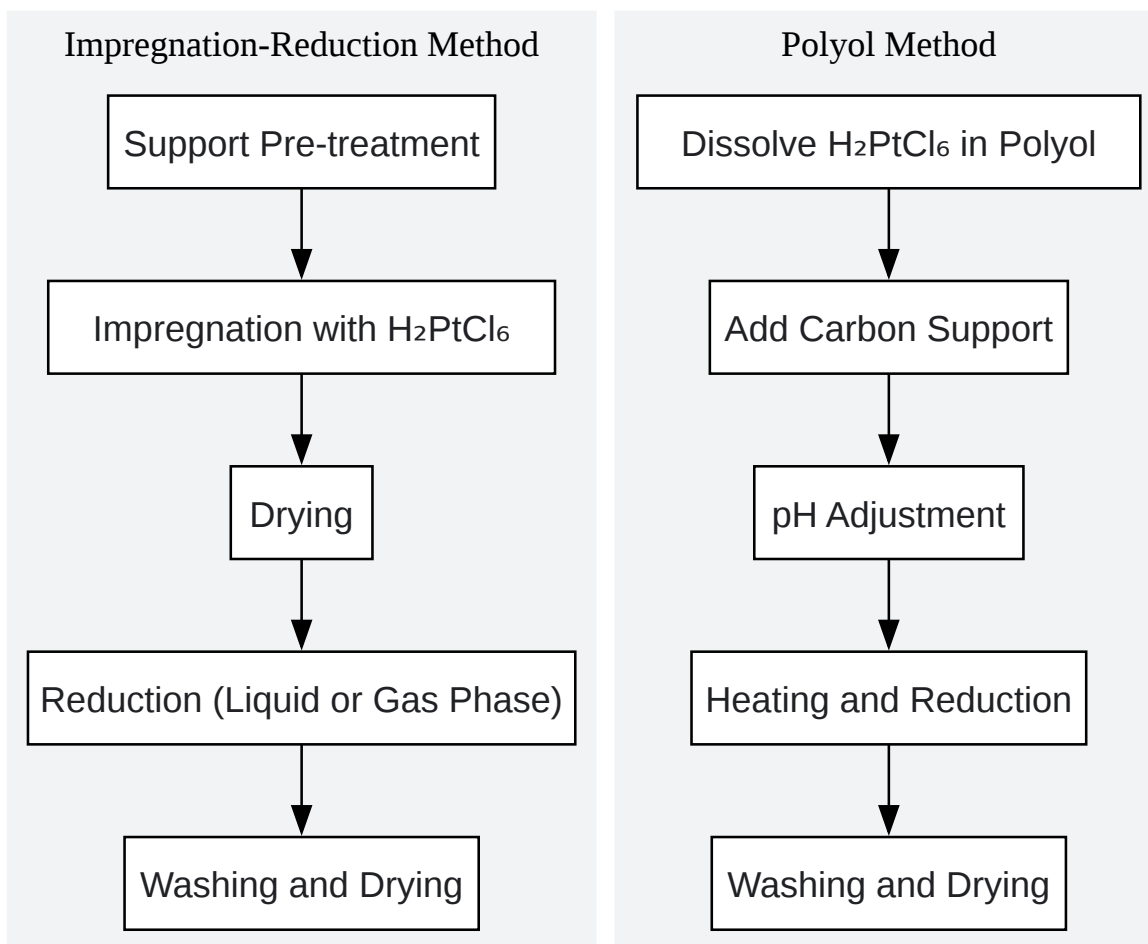 Impregnation-Reduction Method
Support Pre-treatment
Impregnation with H₂PtCl₆
Drying
Reduction (Liquid or Gas Phase)
Washing and Drying
Polyol Method
Dissolve H₂PtCl₆ in Polyol
Add Carbon Support
pH Adjustment
Heating and Reduction
Washing and Drying